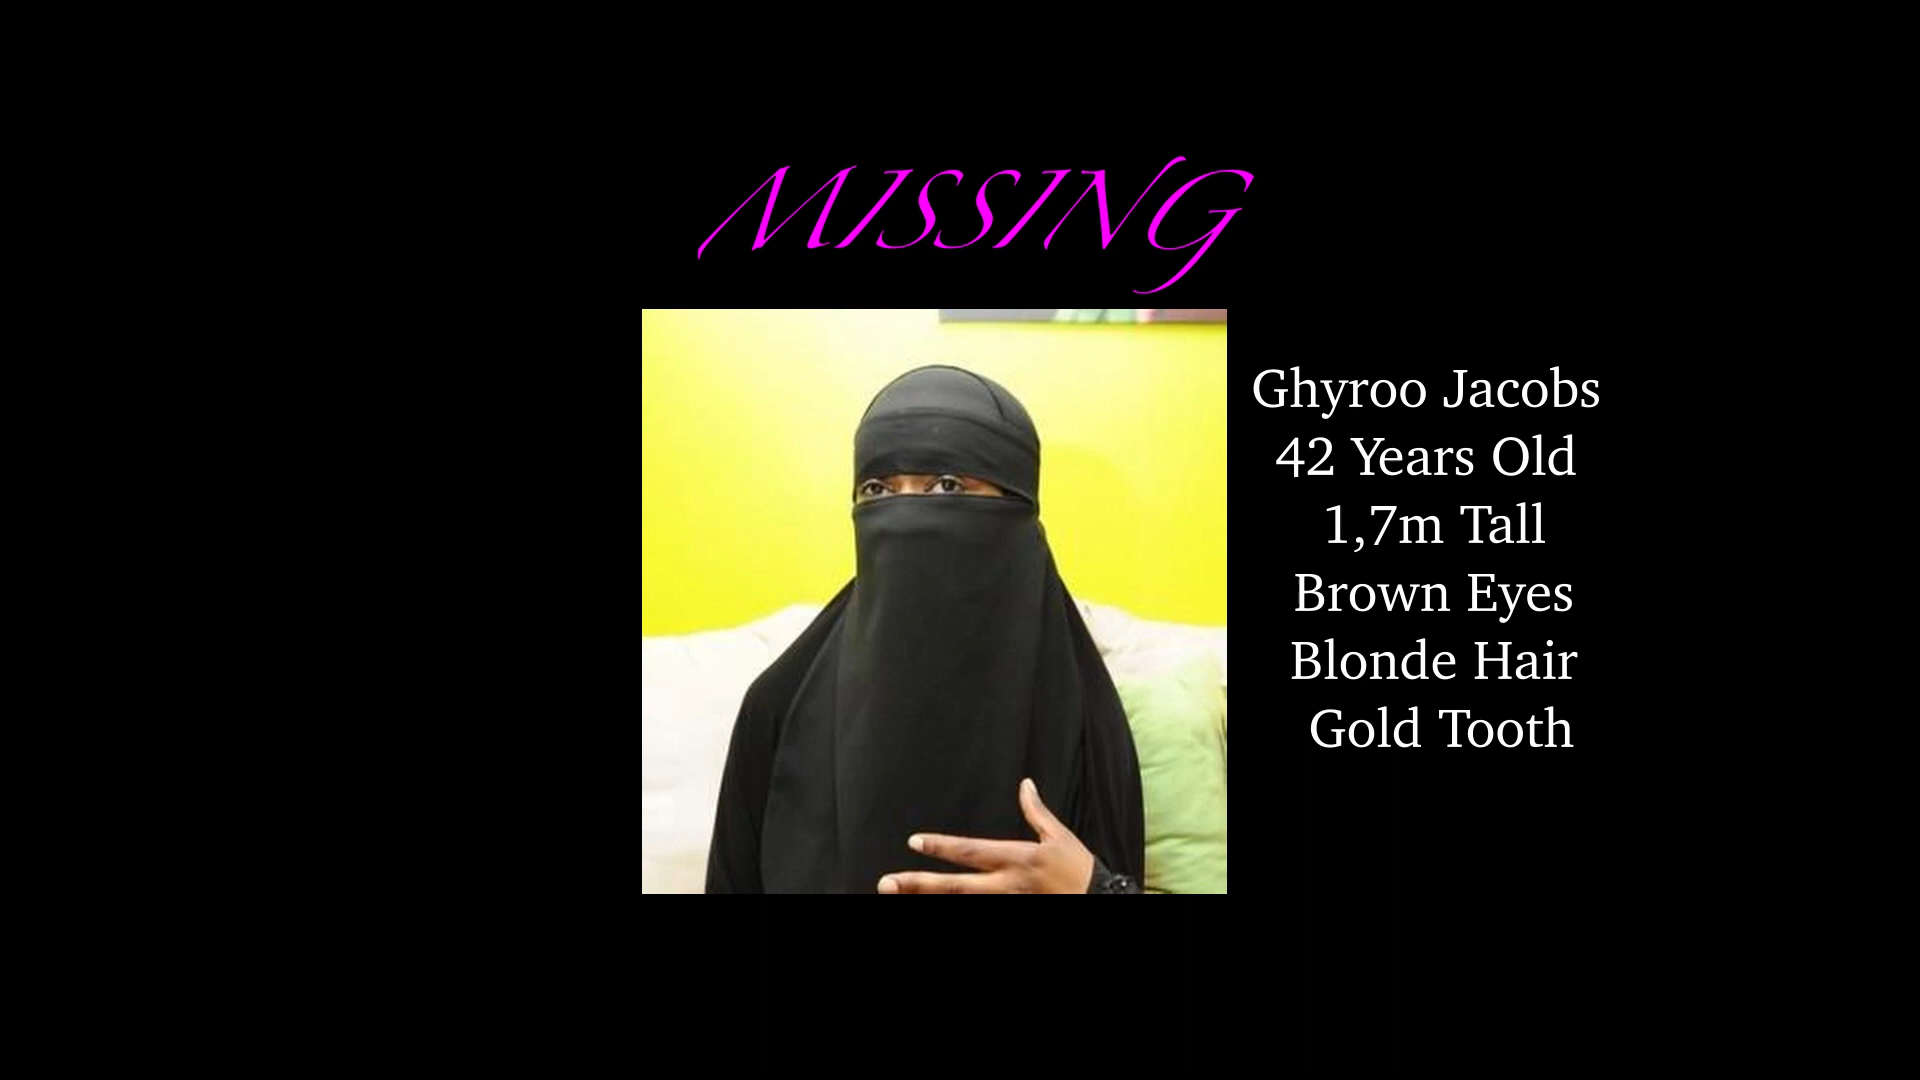 MISSING
Ghyroo Jacobs
42 Years Old
1,7m Tall
Brown Eyes
Blonde Hair
Gold Tooth